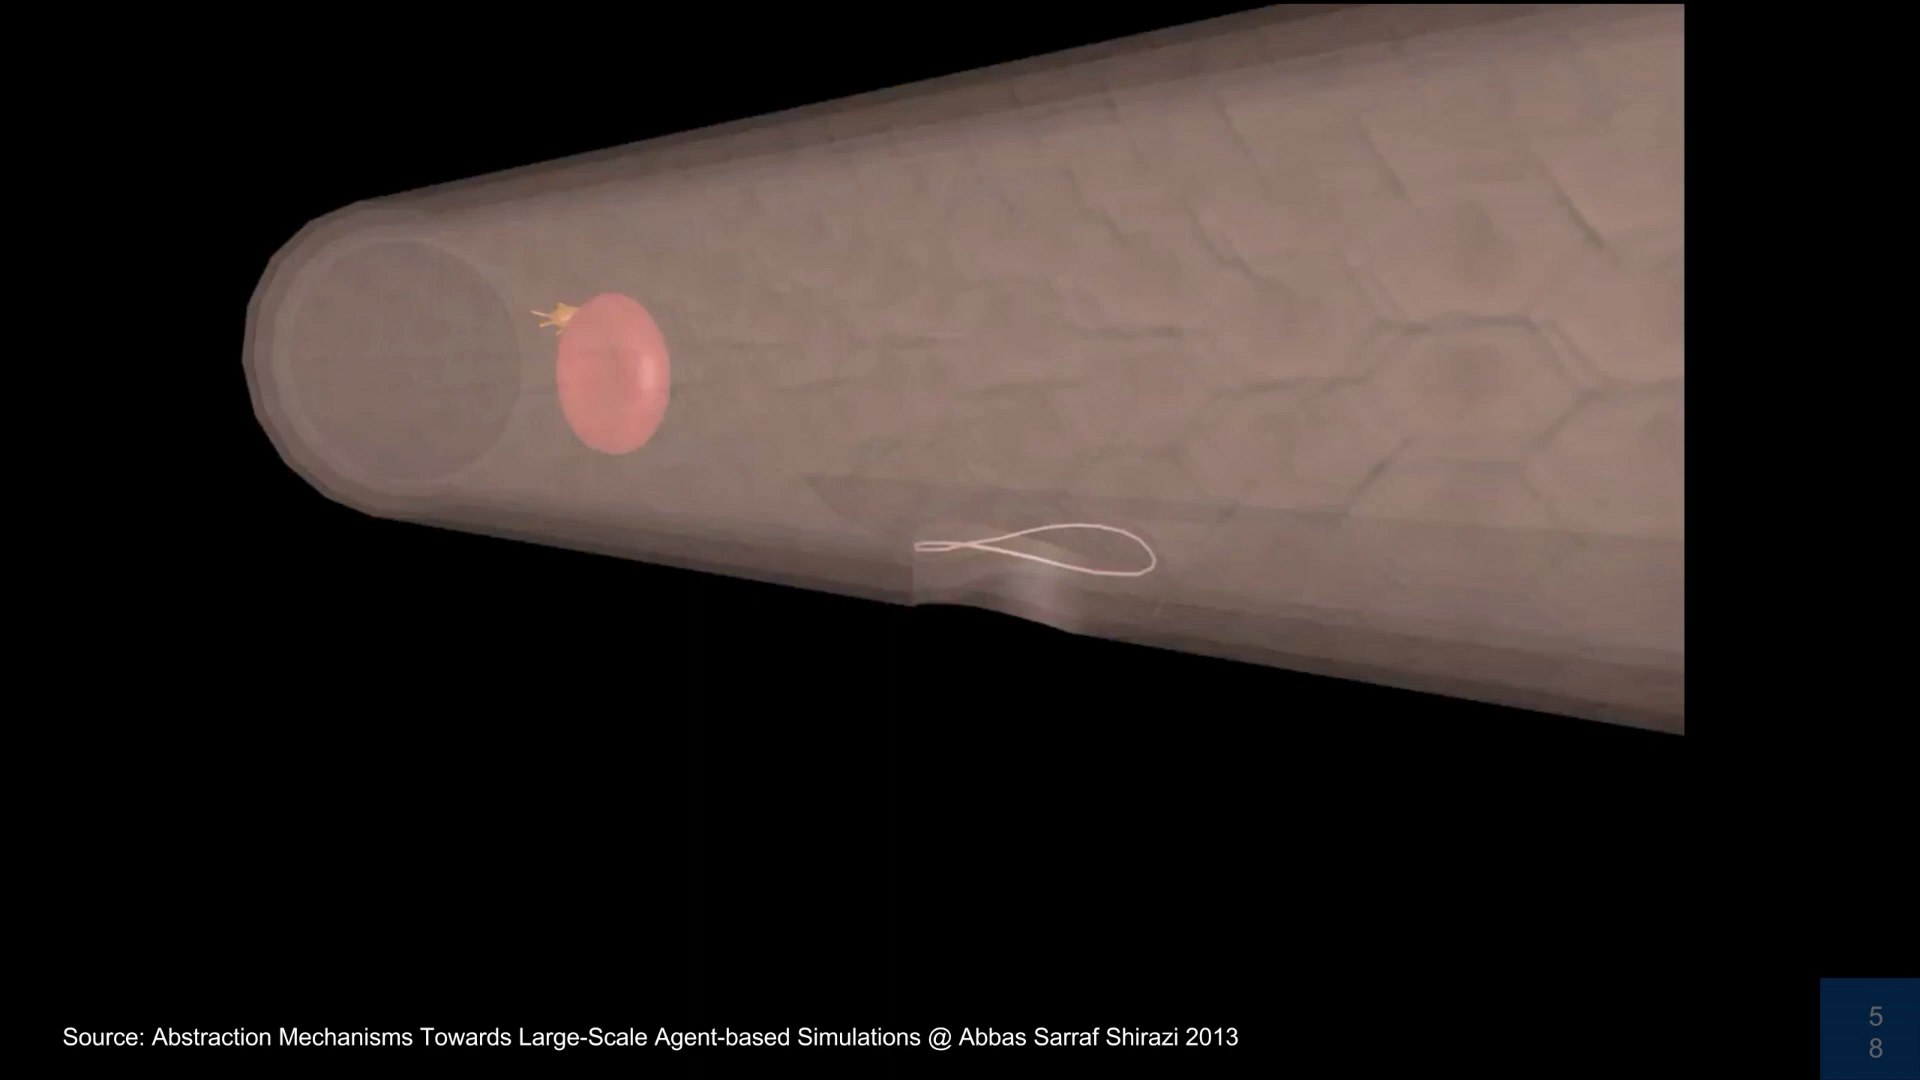 Source: Abstraction Mechanisms Towards Large-Scale Agent-based Simulations @ Abbas Sarraf Shirazi 2013
5
8